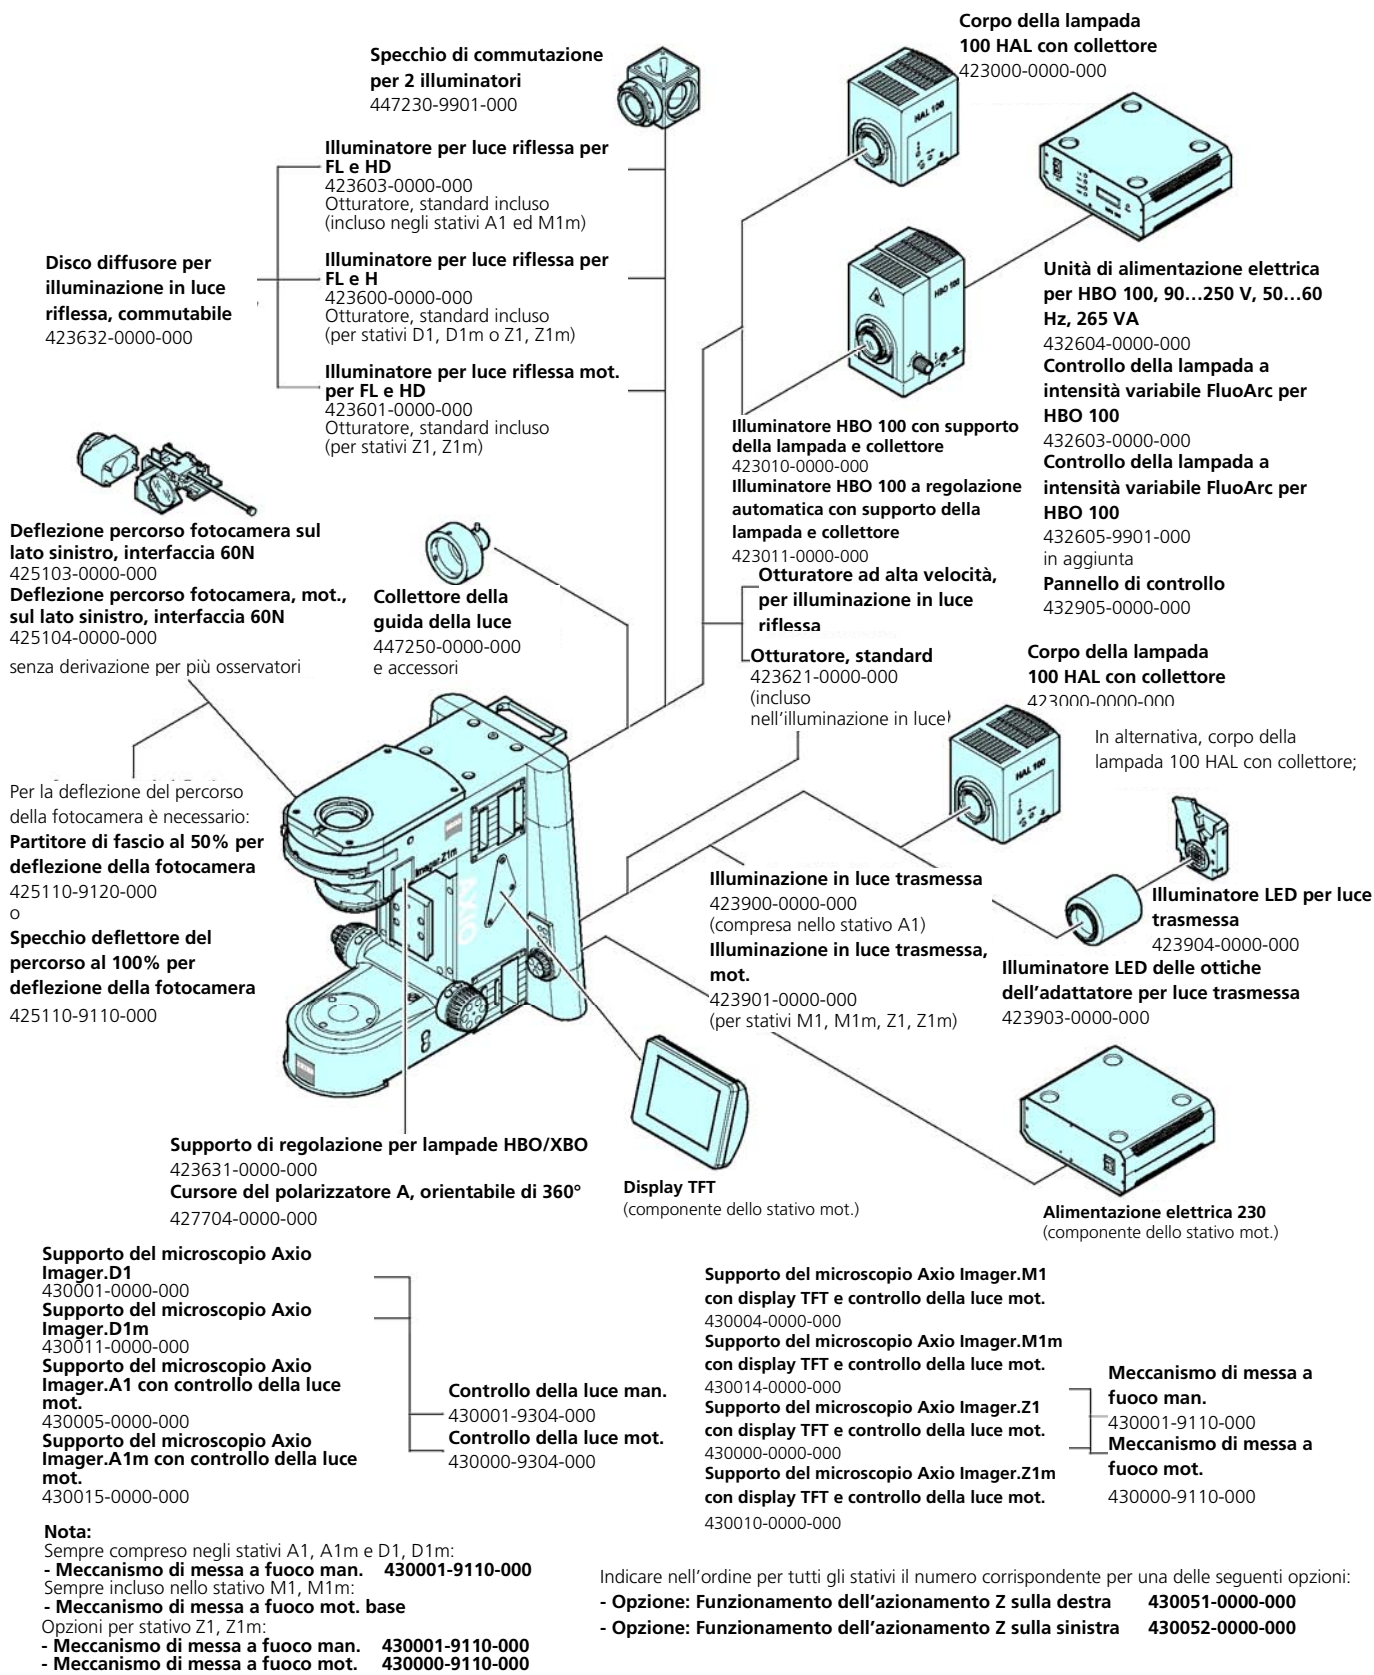 Corpo della lampada
100 HAL con collettore
423000-0000-000
Specchio di commutazione
per 2 illuminatori
447230-9901-000
HAL 100
Illuminatore per luce riflessa per
FL e HD
423603-0000-000
Otturatore, standard incluso
(incluso negli stativi A1 ed M1m)
Disco diffusore per
illuminazione in luce
riflessa, commutabile
423632-0000-000
Illuminatore per luce riflessa per
FL e H
423600-0000-000
Otturatore, standard incluso
(per stativi D1, D1m o Z1, Z1m)
Illuminatore per luce riflessa mot.
per FL e HD
423601-0000-000
Otturatore, standard incluso
(per stativi Z1, Z1m)
HBO 100
Unità di alimentazione elettrica
per HBO 100, 90...250 V, 50...60
Hz, 265 VA
432604-0000-000
Controllo della lampada a
intensità variabile FluoArc per
HBO 100
432603-0000-000
Controllo della lampada a
intensità variabile FluoArc per
HBO 100
432605-9901-000
in aggiunta
Pannello di controllo
432905-0000-000
Illuminatore HBO 100 con supporto
della lampada e collettore
423010-0000-000
Illuminatore HBO 100 a regolazione
automatica con supporto della
lampada e collettore
423011-0000-000
Deflezione percorso fotocamera sul
lato sinistro, interfaccia 60N
425103-0000-000
Deflezione percorso fotocamera, mot.,
sul lato sinistro, interfaccia 60N
425104-0000-000
senza derivazione per più osservatori
Collettore della
guida della luce
447250-0000-000
e accessori
Otturatore ad alta velocità,
per illuminazione in luce
riflessa
Otturatore, standard
423621-0000-000
(incluso
nell'illuminazione in luce)
Corpo della lampada
100 HAL con collettore
423000-0000-000
HAL 100
In alternativa, corpo della
lampada 100 HAL con collettore;
Per la deflezione del percorso
della fotocamera è necessario:
Partitore di fascio al 50% per
deflezione della fotocamera
425110-9120-000
o
Specchio deflettore del
percorso al 100% per
deflezione della fotocamera
425110-9110-000
Imager.Z1m
AXIO
Illuminazione in luce trasmessa
423900-0000-000
(compresa nello stativo A1)
Illuminazione in luce trasmessa,
mot.
423901-0000-000
(per stativi M1, M1m, Z1, Z1m)
Illuminatore LED per luce
trasmessa
423904-0000-000
Illuminatore LED delle ottiche
dell'adattatore per luce trasmessa
423903-0000-000
Supporto di regolazione per lampade HBO/XBO
423631-0000-000
Cursore del polarizzatore A, orientabile di 360°
427704-0000-000
Display TFT
(componente dello stativo mot.)
Alimentazione elettrica 230
(componente dello stativo mot.)
Supporto del microscopio Axio
Imager.D1
430001-0000-000
Supporto del microscopio Axio
Imager.D1m
430011-0000-000
Supporto del microscopio Axio
Imager.A1 con controllo della luce
mot.
430005-0000-000
Supporto del microscopio Axio
Imager.A1m con controllo della luce
mot.
430015-0000-000
Controllo della luce man.
430001-9304-000
Controllo della luce mot.
430000-9304-000
Supporto del microscopio Axio Imager.M1
con display TFT e controllo della luce mot.
430004-0000-000
Supporto del microscopio Axio Imager.M1m
con display TFT e controllo della luce mot.
430014-0000-000
Supporto del microscopio Axio Imager.Z1
con display TFT e controllo della luce mot.
430000-0000-000
Supporto del microscopio Axio Imager.Z1m
con display TFT e controllo della luce mot.
430010-0000-000
Meccanismo di messa a
fuoco man.
430001-9110-000
Meccanismo di messa a
fuoco mot.
430000-9110-000
Nota:
Sempre compreso negli stativi A1, A1m e D1, D1m:
- Meccanismo di messa a fuoco man. 430001-9110-000
Sempre incluso nello stativo M1, M1m:
- Meccanismo di messa a fuoco mot. base
Opzioni per stativo Z1, Z1m:
- Meccanismo di messa a fuoco man. 430001-9110-000
- Meccanismo di messa a fuoco mot. 430000-9110-000
Indicare nell'ordine per tutti gli stativi il numero corrispondente per una delle seguenti opzioni:
- Opzione: Funzionamento dell'azionamento Z sulla destra 430051-0000-000
- Opzione: Funzionamento dell'azionamento Z sulla sinistra 430052-0000-000